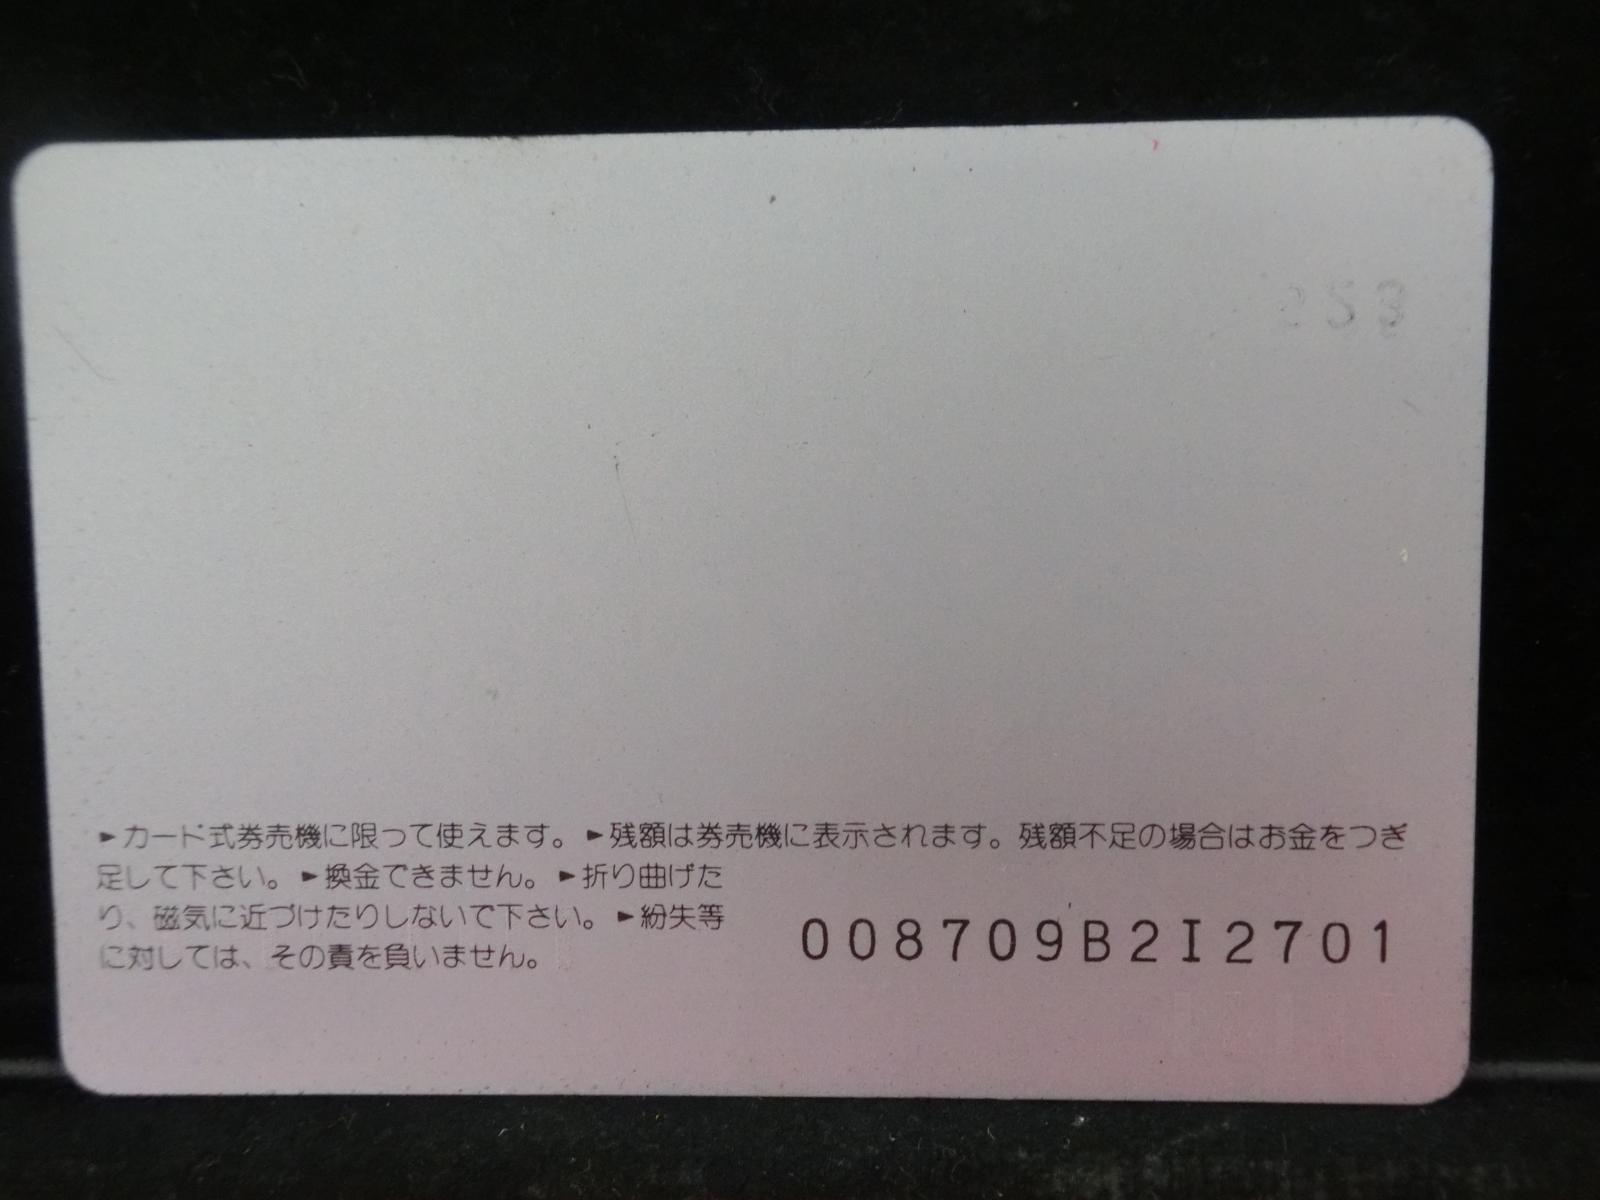 ►カード式券売機に限って使えます。►残額は券売機に表示されます。残額不足の場合はお金をつぎ
足して下さい。►換金できません。►折り曲げた
り、磁気に近づけたりしないで下さい。►紛失等
に対しては、その責を負いません。
008709B2I2701